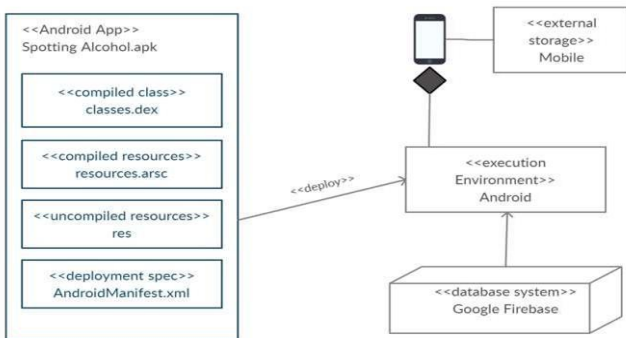 <<Android App>>
Spotting Alcohol.apk
<<compiled class>>
classes.dex
<<compiled resources>>
resources.arsc
<<uncompiled resources>>
res
<<deployment spec>>
AndroidManifest.xml
<<deploy>>
<<external
storage>>
Mobile
<<execution
Environment>>
Android
<<database system>>
Google Firebase